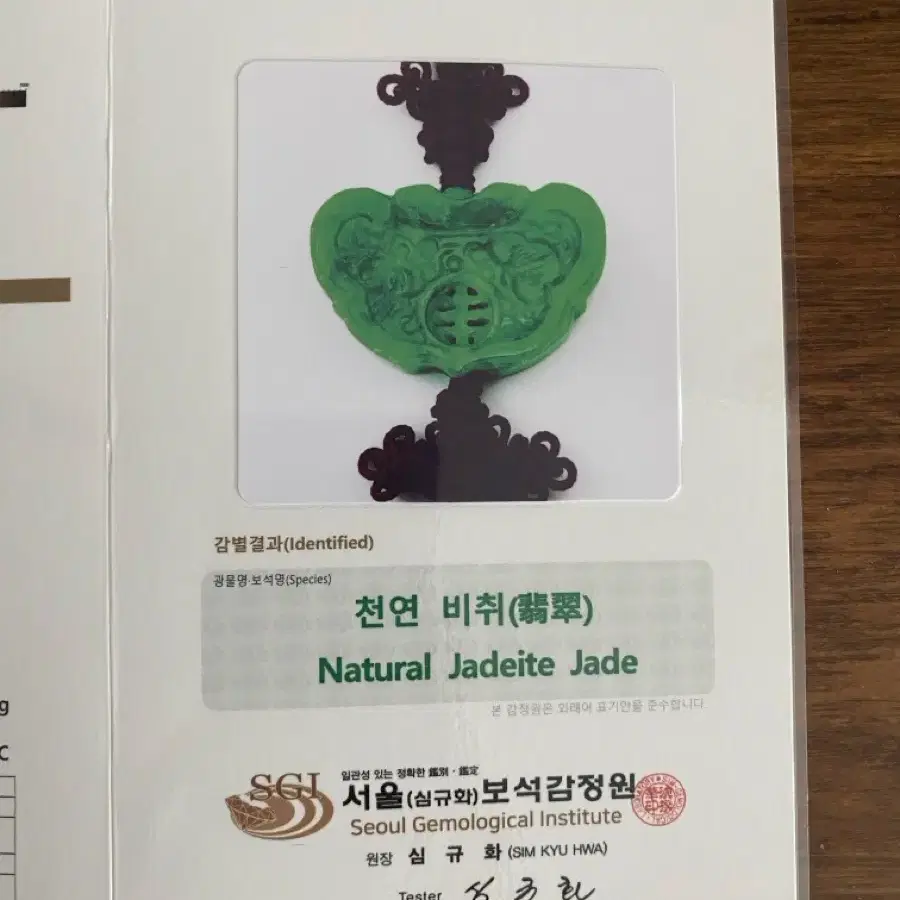 감별결과(Identified)
광물명·보석명(Species)
천연 비취(翡翠)
Natural Jadeite Jade
본 감정원은 외래어 표기안을 준수합니다
g
C
일관성 있는 정확한 鑑別·鑑定
SGI
서울(심규화)보석감정원
Seoul Gemological Institute
원장 심규화 (SIM KYU HWA)
Tester 심규화